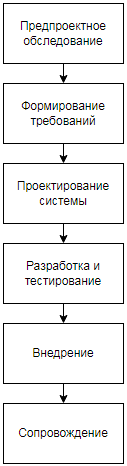 Предпроектное
обследование
Формирование
требований
Проектирование
системы
Разработка и
тестирование
Внедрение
Сопровождение